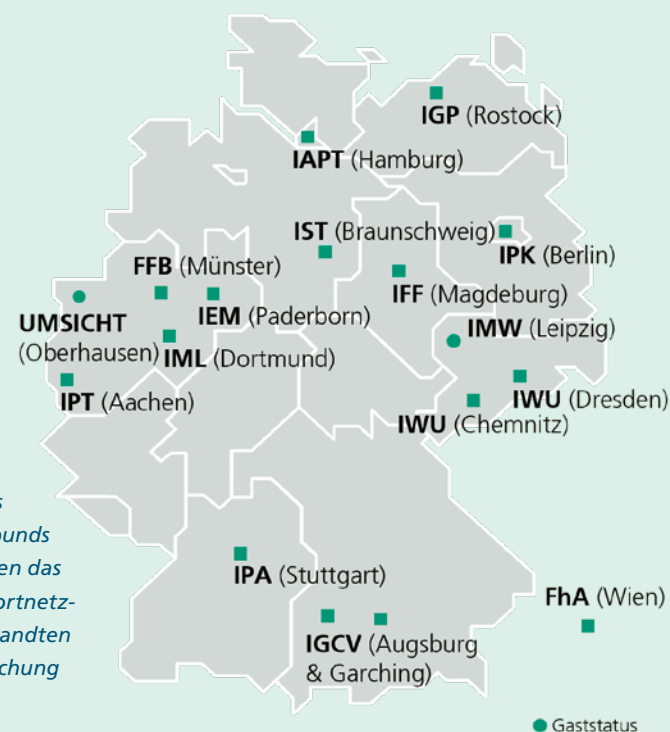 IGP (Rostock)
IAPT (Hamburg)
IST (Braunschweig)
IPK (Berlin)
FFB (Münster)
IFF (Magdeburg)
IEM (Paderborn)
UMSICHT
(Oberhausen)
IMW (Leipzig)
IML (Dortmund)
IPT (Aachen)
IWU (Dresden)
IWU (Chemnitz)
s
ounds
en das
ortnetz-
andten
chung
IPA (Stuttgart)
FhA (Wien)
IGCV (Augsburg
& Garching)
Gaststatus